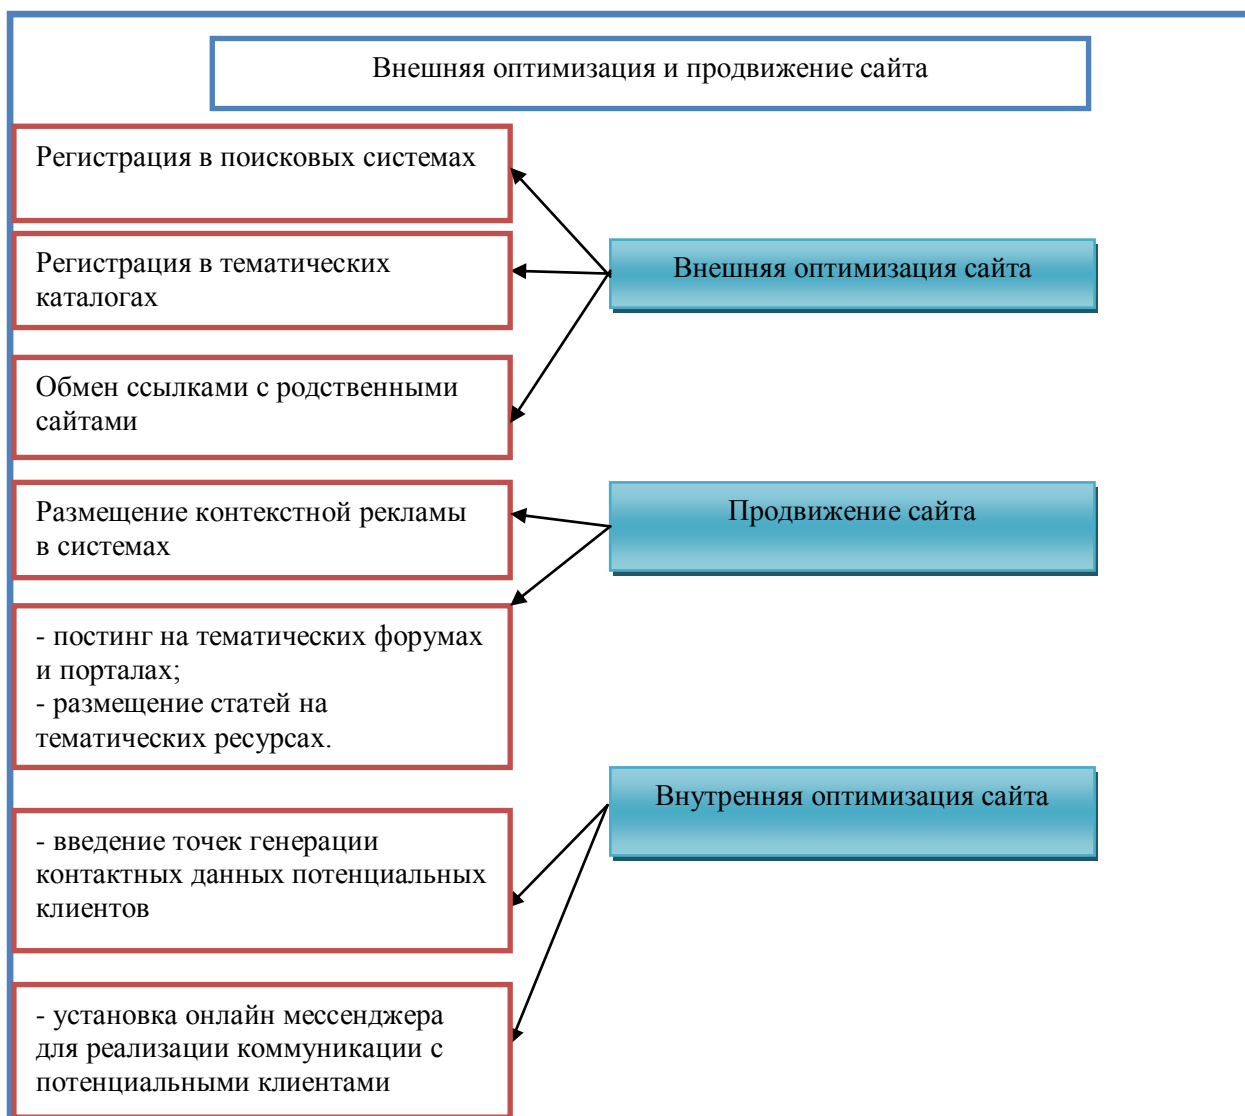 Внешняя оптимизация и продвижение сайта
Регистрация в поисковых системах
Регистрация в тематических
каталогах
Внешняя оптимизация сайта
Обмен ссылками с родственными
сайтами
Размещение контекстной рекламы
в системах
Продвижение сайта
- постинг на тематических форумах
и порталах;
- размещение статей на
тематических ресурсах.
Внутренняя оптимизация сайта
- введение точек генерации
контактных данных потенциальных
клиентов
- установка онлайн мессенджера
для реализации коммуникации с
потенциальными клиентами